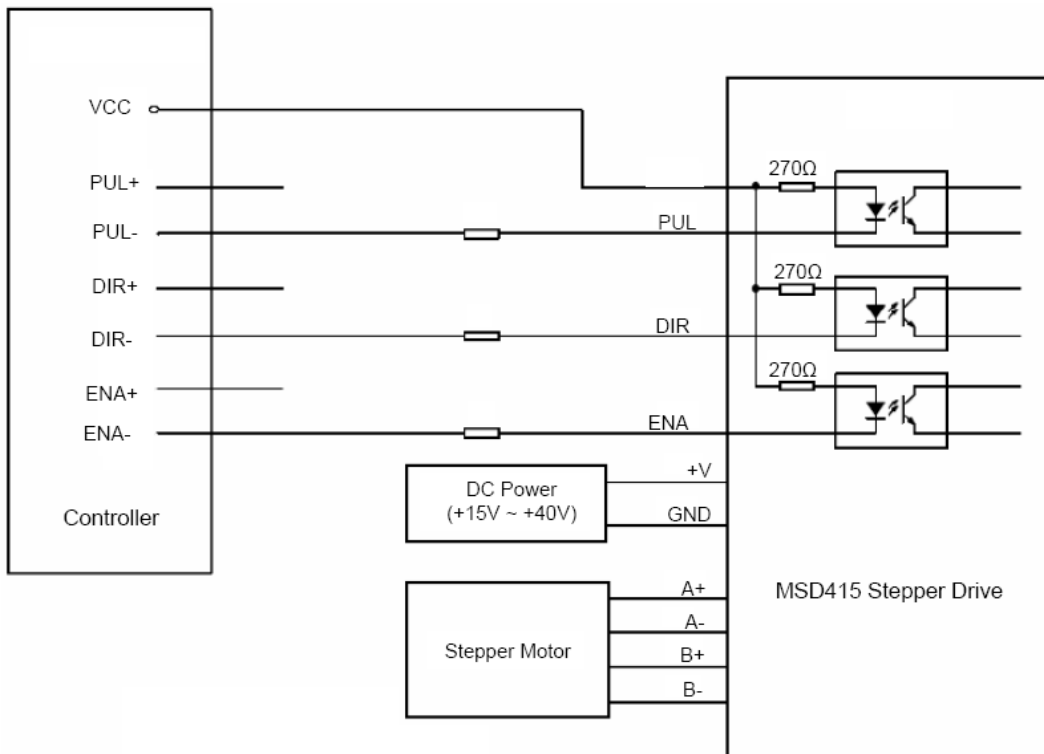 VCC
PUL+
PUL-
DIR+
DIR-
ENA+
ENA-
Controller
PUL
DIR
ENA
270Ω
270Ω
270Ω
DC Power
(+15V ~ +40V)
+V
GND
Stepper Motor
A+
A-
B+
B-
MSD415 Stepper Drive